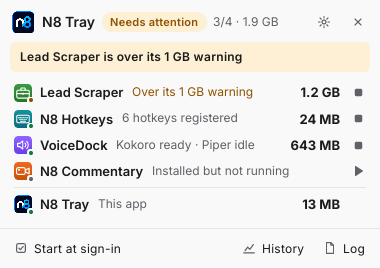 N8 Tray Needs attention 3/4 · 1.9 GB
Lead Scraper is over its 1 GB warning
Lead Scraper Over its 1 GB warning 1.2 GB
N8 Hotkeys 6 hotkeys registered 24 MB
VoiceDock Kokoro ready · Piper idle 643 MB
N8 Commentary Installed but not running
N8 Tray This app 13 MB
Start at sign-in History Log